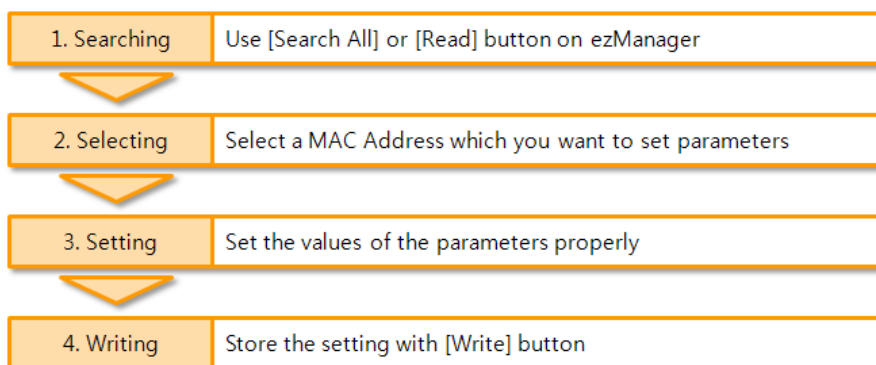 1. Searching Use [Search All] or [Read] button on ezManager
2. Selecting Select a MAC Address which you want to set parameters
3. Setting Set the values of the parameters properly
4. Writing Store the setting with [Write] button